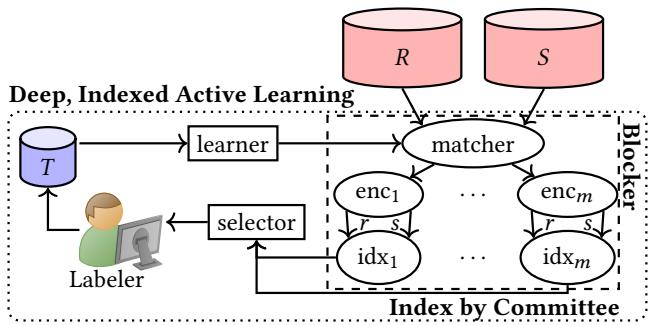 R S
Deep, Indexed Active Learning
T learner matcher Blocker
enc₁ ... encₘ
selector r s r s
Labeler idx₁ ... idxₘ
Index by Committee